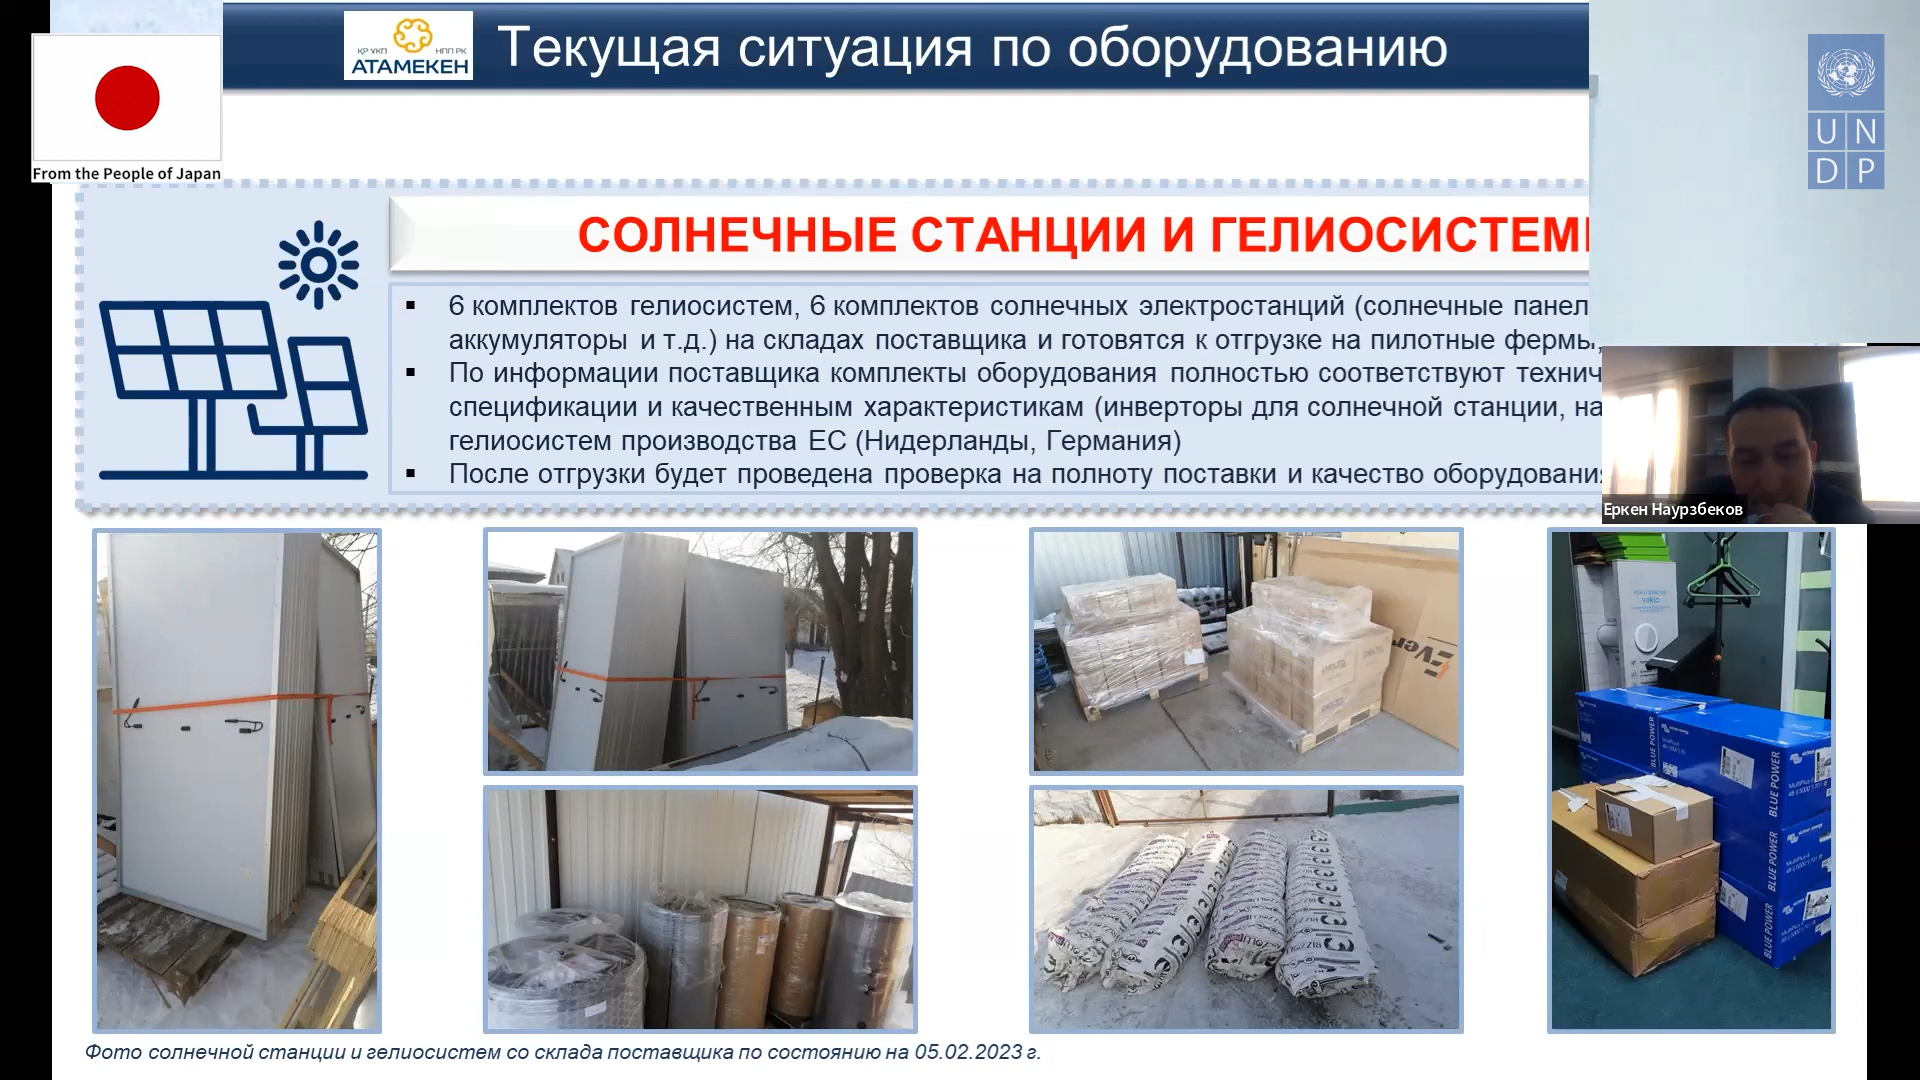 ҚР ҰКП НПП РК
АТАМЕКЕН
Текущая ситуация по оборудованию
From the People of Japan
U N
D P
СОЛНЕЧНЫЕ СТАНЦИИ И ГЕЛИОСИСТЕМ
6 комплектов гелиосистем, 6 комплектов солнечных электростанций (солнечные панел
аккумуляторы и т.д.) на складах поставщика и готовятся к отгрузке на пилотные фермы,
По информации поставщика комплекты оборудования полностью соответствуют технич
спецификации и качественным характеристикам (инверторы для солнечной станции, на
гелиосистем производства ЕС (Нидерланды, Германия)
После отгрузки будет проведена проверка на полноту поставки и качество оборудовани
Еркен Наурзбеков
Ever
BLUE POWER
BLUE POWER
BLUE POWER
BLUE POWER
Фото солнечной станции и гелиосистем со склада поставщика по состоянию на 05.02.2023 г.